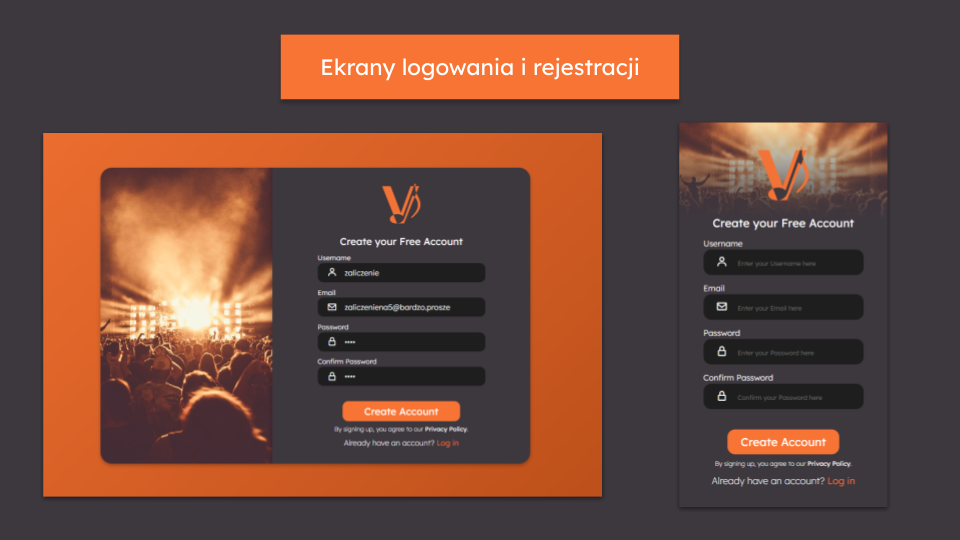 Ekrany logowania i rejestracji
Create your Free Account
Username
zaliczenie
Email
zaliczeniena5@bardzo.prosze
Password
••••
Confirm Password
••••
Create Account
By signing up, you agree to our Privacy Policy.
Already have an account? Log in
Create your Free Account
Username
Enter your Username here
Email
Enter your Email here
Password
Enter your Password here
Confirm Password
Confirm your Password here
Create Account
By signing up, you agree to our Privacy Policy.
Already have an account? Log in